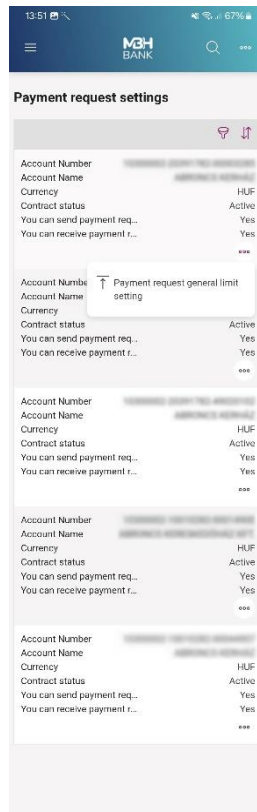 13:51
67%
MBH
BANK
Payment request settings
Account Number
Account Name
Currency HUF
Contract status Active
You can send payment req... Yes
You can receive payment r... Yes
Account Numbe
Payment request general limit
setting
Account Name
Currency
Contract status Active
You can send payment req... Yes
You can receive payment r... Yes
Account Number
Account Name
Currency HUF
Contract status Active
You can send payment req... Yes
You can receive payment r... Yes
Account Number
Account Name
Currency HUF
Contract status Active
You can send payment req... Yes
You can receive payment r... Yes
Account Number
Account Name
Currency HUF
Contract status Active
You can send payment req... Yes
You can receive payment r... Yes